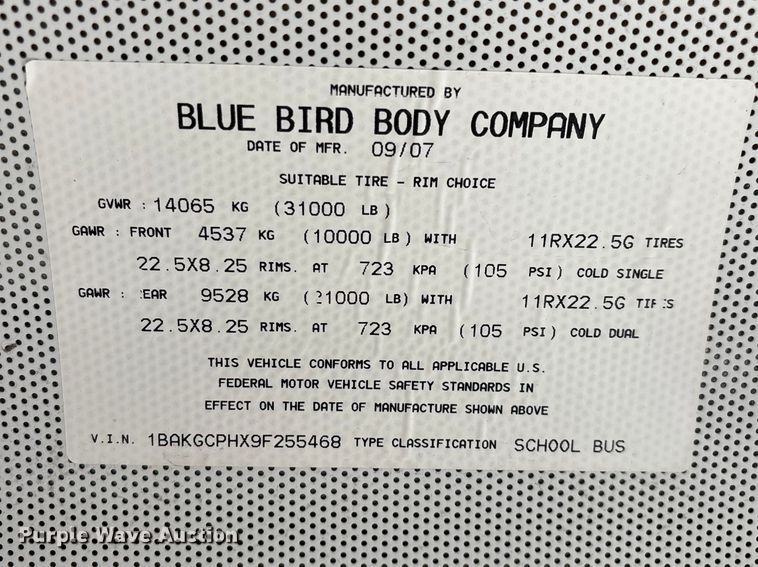 MANUFACTURED BY
BLUE BIRD BODY COMPANY
DATE OF MFR. 09/07
SUITABLE TIRE - RIM CHOICE
GVWR : 14065 KG (31000 LB)
GAWR : FRONT 4537 KG (10000 LB) WITH 11RX22.5G TIRES
22.5X8.25 RIMS. AT 723 KPA (105 PSI) COLD SINGLE
GAWR : REAR 9528 KG (21000 LB) WITH 11RX22.5G TIRES
22.5X8.25 RIMS. AT 723 KPA (105 PSI) COLD DUAL
THIS VEHICLE CONFORMS TO ALL APPLICABLE U.S.
FEDERAL MOTOR VEHICLE SAFETY STANDARDS IN
EFFECT ON THE DATE OF MANUFACTURE SHOWN ABOVE
V.I.N. 1BAKGCPHX9F255468 TYPE CLASSIFICATION SCHOOL BUS
Purple Wave Auction